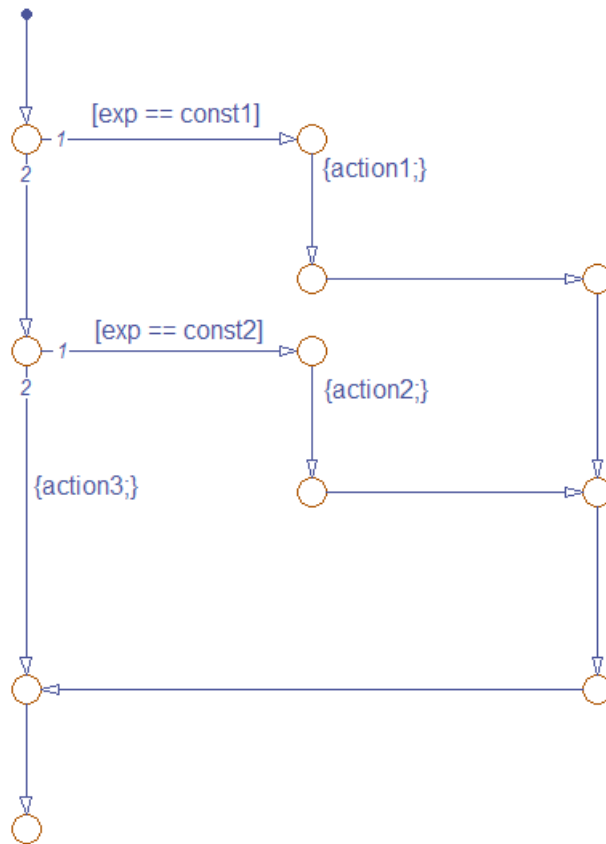 [exp == const1]
1
{action1;}
2
[exp == const2]
1
{action2;}
2
{action3;}